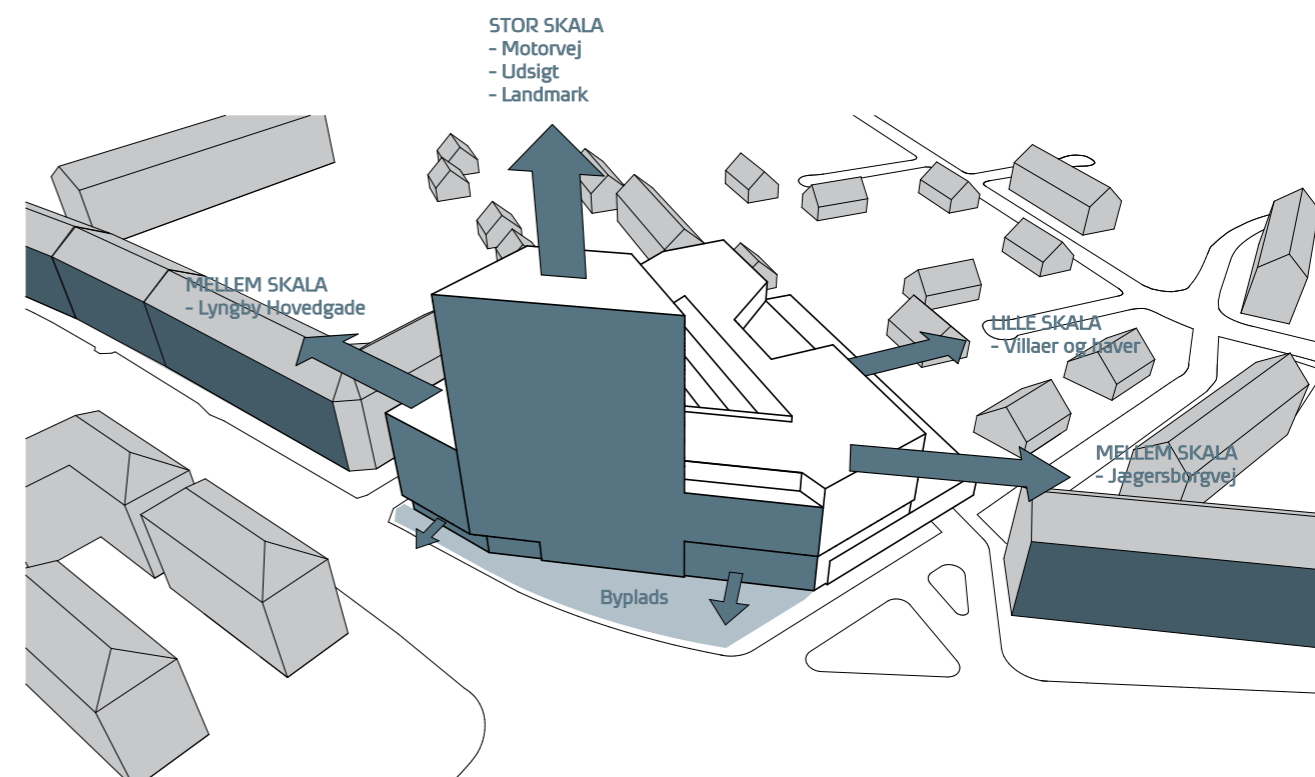 STOR SKALA
- Motorvej
- Udsigt
- Landmark
MELLEM SKALA
- Lyngby Hovedgade
LILLE SKALA
- Villaer og haver
MELLEM SKALA
- Jægersborgvej
Byplads